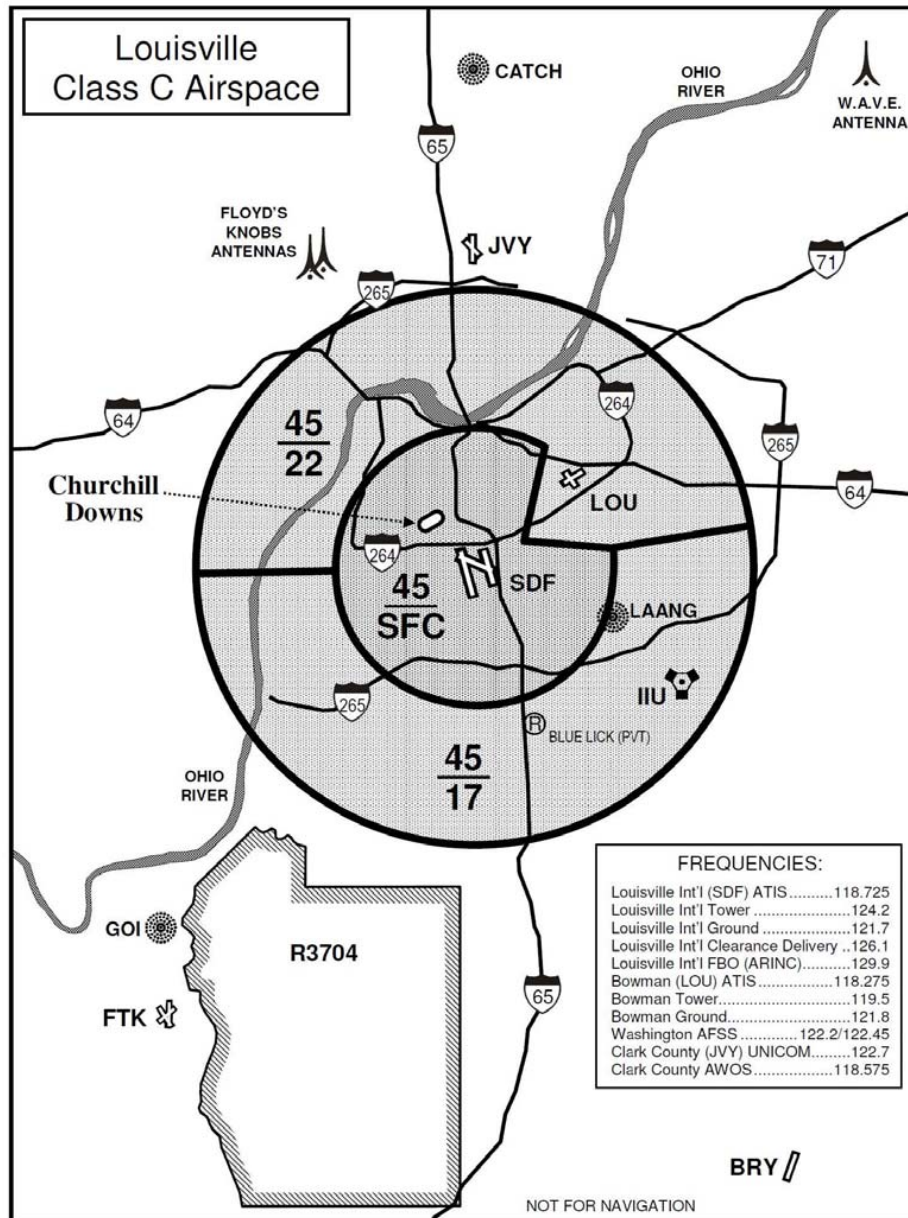 Louisville
Class C Airspace
CATCH
OHIO
RIVER
W.A.V.E.
ANTENNA
65
FLOYD'S
KNOBS
ANTENNAS
JVY
71
265
64
45
22
264
265
Churchill
Downs
LOU
64
264
SDF
45
SFC
LAANG
IIU
265
R
BLUE LICK (PVT)
45
17
OHIO
RIVER
GOI
R3704
FTK
65
FREQUENCIES:
Louisville Int'l (SDF) ATIS.........118.725
Louisville Int'l Tower ......................124.2
Louisville Int'l Ground ....................121.7
Louisville Int'l Clearance Delivery ..126.1
Louisville Int'l FBO (ARINC)...........129.9
Bowman (LOU) ATIS..................118.275
Bowman Tower..............................119.5
Bowman Ground............................121.8
Washington AFSS .............122.2/122.45
Clark County (JVY) UNICOM.........122.7
Clark County AWOS..................118.575
BRY
NOT FOR NAVIGATION